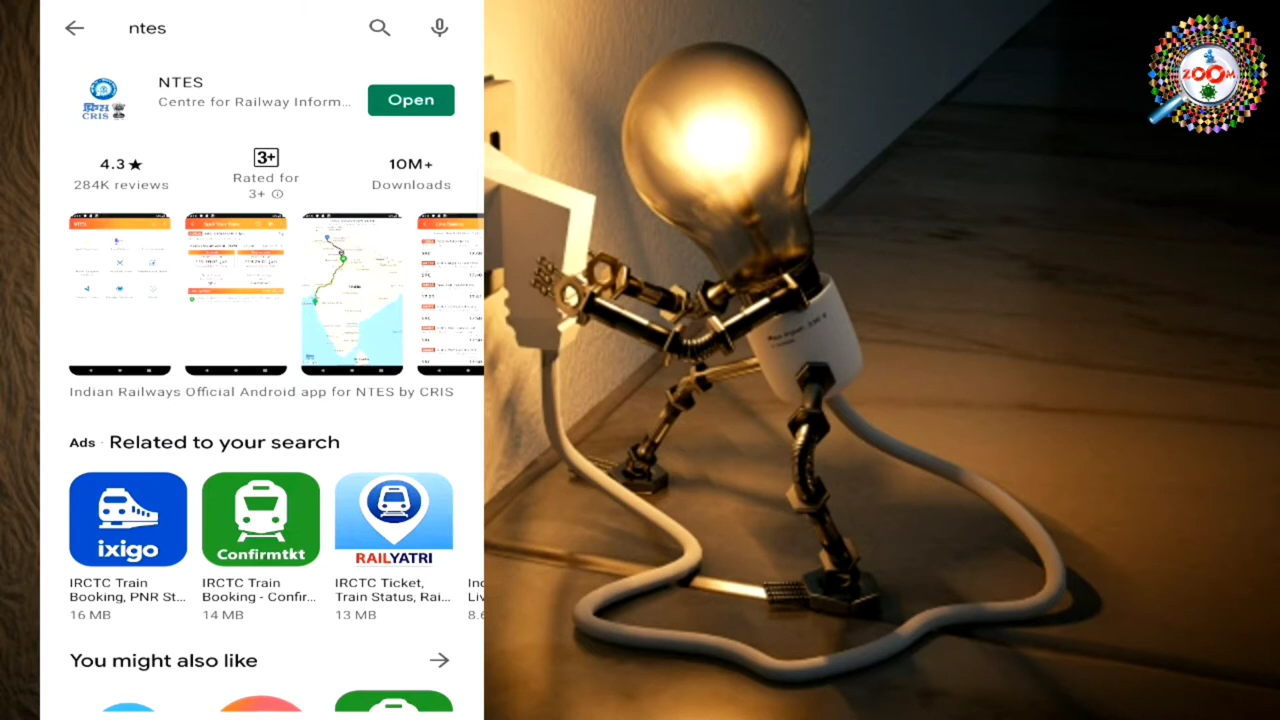 ntes
NTES
Centre for Railway Inform...
Open
क्रिस
CRIS
4.3★
284K reviews
3+
Rated for
3+
10M+
Downloads
NTES
Indian Railways Official Android app for NTES by CRIS
Ads · Related to your search
ixigo
Confirmtkt
RAILYATRI
IRCTC Train
Booking, PNR St...
16 MB
IRCTC Train
Booking - Confir...
14 MB
IRCTC Ticket,
Train Status, Rai...
13 MB
You might also like
ZOOM